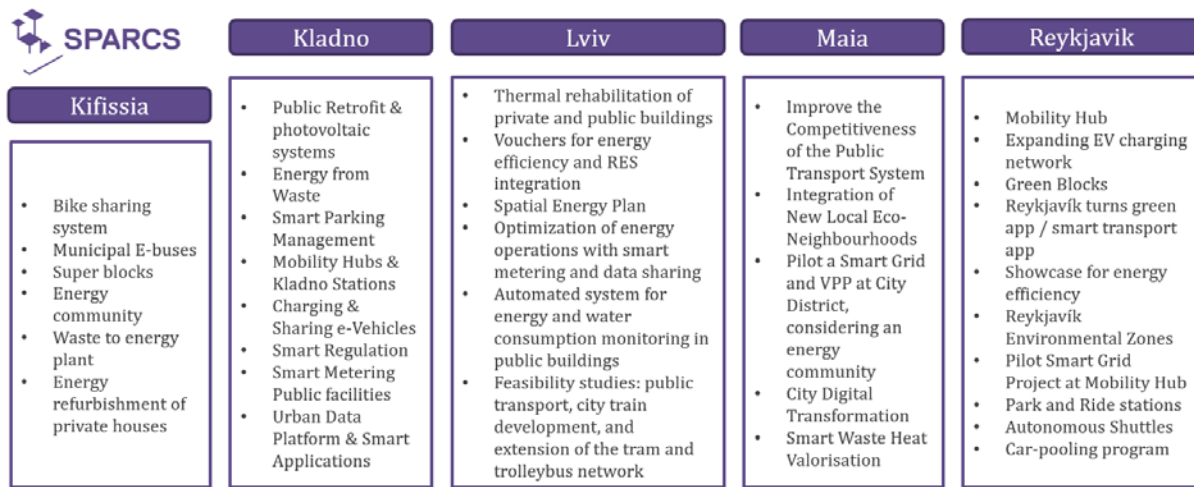 SPARCS
Kifissia
• Bike sharing
system
• Municipal E-buses
• Super blocks
• Energy
community
• Waste to energy
plant
• Energy
refurbishment of
private houses
Kladno
• Public Retrofit &
photovoltaic
systems
• Energy from
Waste
• Smart Parking
Management
• Mobility Hubs &
Kladno Stations
• Charging &
Sharing e-Vehicles
• Smart Regulation
• Smart Metering
Public facilities
• Urban Data
Platform & Smart
Applications
Lviv
• Thermal rehabilitation of
private and public buildings
• Vouchers for energy
efficiency and RES
integration
• Spatial Energy Plan
• Optimization of energy
operations with smart
metering and data sharing
• Automated system for
energy and water
consumption monitoring in
public buildings
• Feasibility studies: public
transport, city train
development, and
extension of the tram and
trolleybus network
Maia
• Improve the
Competitiveness
of the Public
Transport System
• Integration of
New Local Eco-
Neighbourhoods
• Pilot a Smart Grid
and VPP at City
District,
considering an
energy
community
• City Digital
Transformation
• Smart Waste Heat
Valorisation
Reykjavik
• Mobility Hub
• Expanding EV charging
network
• Green Blocks
• Reykjavík turns green
app / smart transport
app
• Showcase for energy
efficiency
• Reykjavík
Environmental Zones
• Pilot Smart Grid
Project at Mobility Hub
• Park and Ride stations
• Autonomous Shuttles
• Car-pooling program